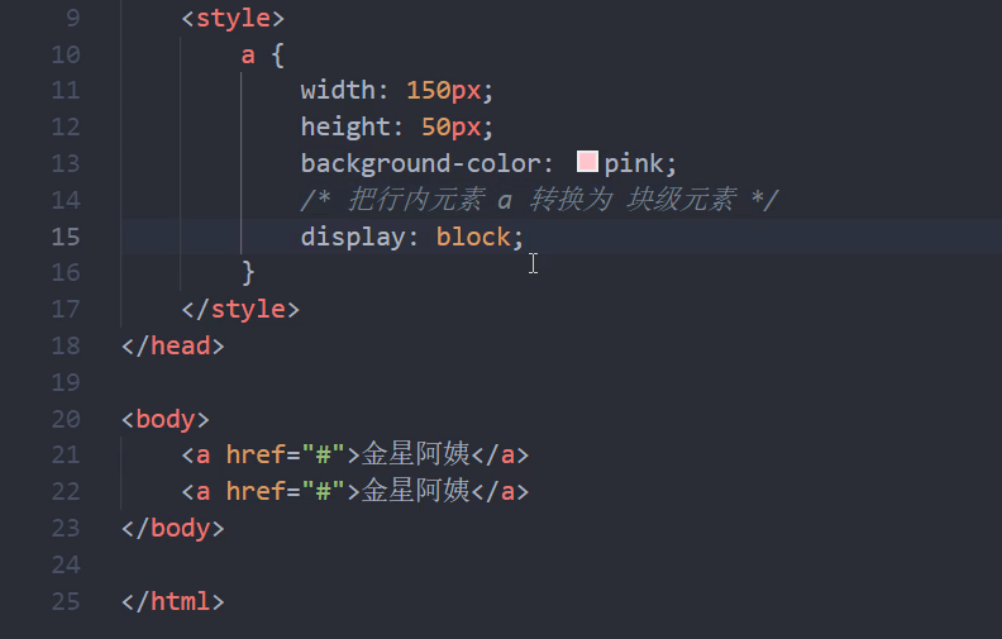 9 <style>
10 a {
11 width: 150px;
12 height: 50px;
13 background-color: pink;
14 /* 把行内元素 a 转换为 块级元素 */
15 display: block;
16 }
17 </style>
18 </head>
19
20 <body>
21 <a href="#">金星阿姨</a>
22 <a href="#">金星阿姨</a>
23 </body>
24
25 </html>